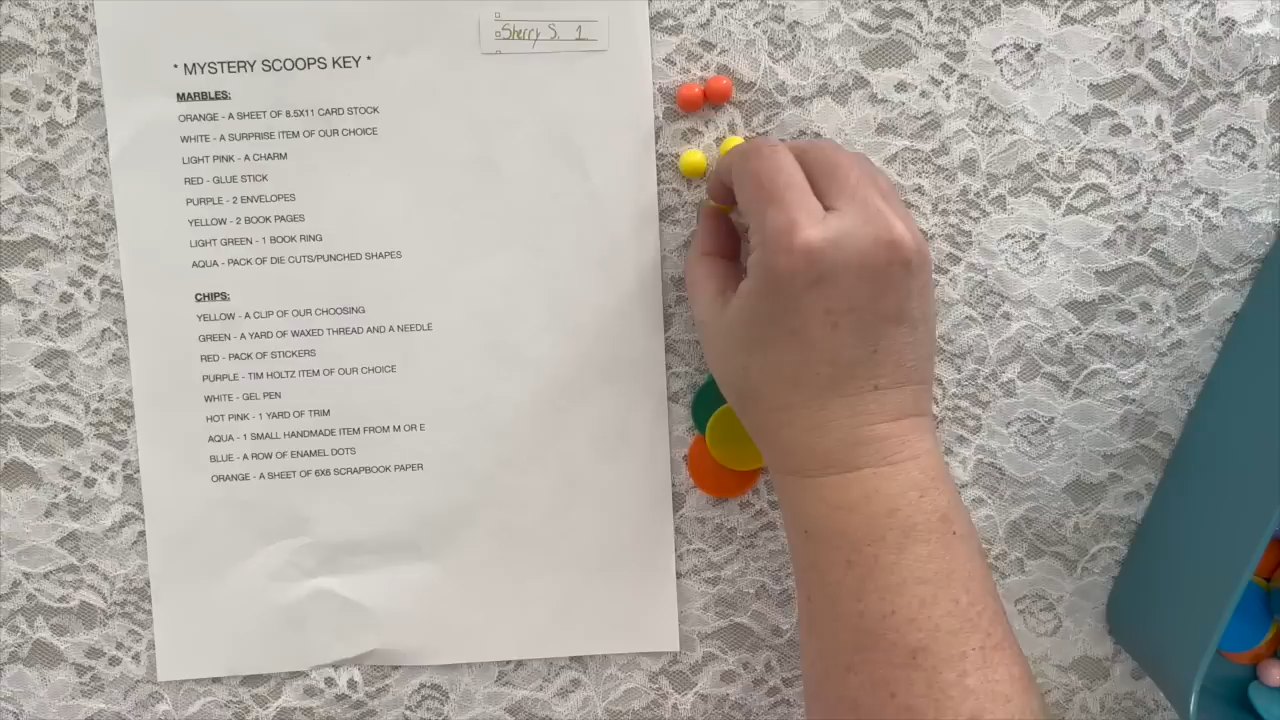 Sherry S. 1.
* MYSTERY SCOOPS KEY *
MARBLES:
ORANGE - A SHEET OF 8.5X11 CARD STOCK
WHITE - A SURPRISE ITEM OF OUR CHOICE
LIGHT PINK - A CHARM
RED - GLUE STICK
PURPLE - 2 ENVELOPES
YELLOW - 2 BOOK PAGES
LIGHT GREEN - 1 BOOK RING
AQUA - PACK OF DIE CUTS/PUNCHED SHAPES
CHIPS:
YELLOW - A CLIP OF OUR CHOOSING
GREEN - A YARD OF WAXED THREAD AND A NEEDLE
RED - PACK OF STICKERS
PURPLE - TIM HOLTZ ITEM OF OUR CHOICE
WHITE - GEL PEN
HOT PINK - 1 YARD OF TRIM
AQUA - 1 SMALL HANDMADE ITEM FROM M OR E
BLUE - A ROW OF ENAMEL DOTS
ORANGE - A SHEET OF 6X6 SCRAPBOOK PAPER